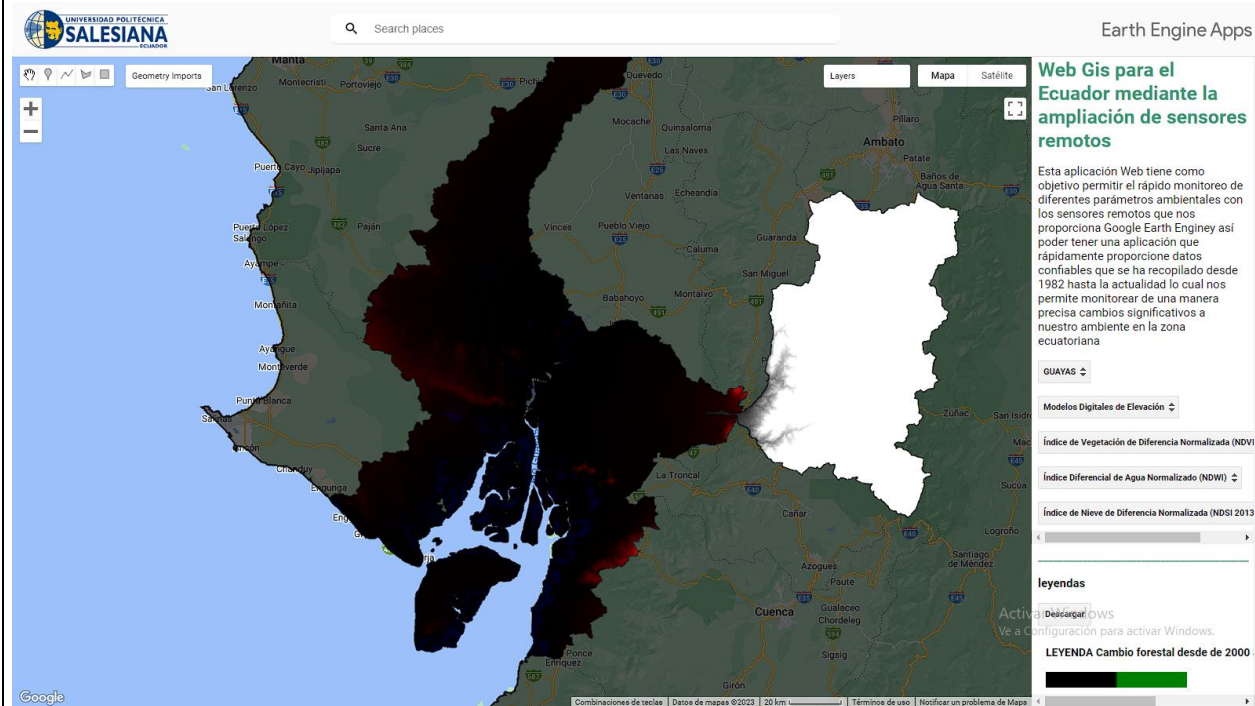 UNIVERSIDAD POLITÉCNICA
SALESIANA
ECUADOR
Search places
Earth Engine Apps
Geometry Imports
Layers
Mapa
Satélite
Web Gis para el
Ecuador mediante la
ampliación de sensores
remotos
Esta aplicación Web tiene como
objetivo permitir el rápido monitoreo de
diferentes parámetros ambientales con
los sensores remotos que nos
proporciona Google Earth Enginey así
poder tener una aplicación que
rápidamente proporcione datos
confiables que se ha recopilado desde
1982 hasta la actualidad lo cual nos
permite monitorear de una manera
precisa cambios significativos a
nuestro ambiente en la zona
ecuatoriana
GUAYAS
Modelos Digitales de Elevación
Índice de Vegetación de Diferencia Normalizada (NDVI
Índice Diferencial de Agua Normalizado (NDWI)
Índice de Nieve de Diferencia Normalizada (NDSI 2013
leyendas
Descargar
Activar Windows
Ve a Configuración para activar Windows.
LEYENDA Cambio forestal desde de 2000
Manta
Montecristi
Portoviejo
San Lorenzo
Pichi
Quevedo
Mocache
Quinsaloma
Las Naves
Santa Ana
Sucre
Puerto Cayo
Jipijapa
Ventanas
Echeandía
Puerto López
Salango
Paján
Vinces
Pueblo Viejo
Caluma
Guaranda
San Miguel
Píllaro
Ambato
Patate
Baños de
Agua Santa
Ayampe
Montañita
Babahoyo
Montalvo
Ayangue
Monteverde
Punta Blanca
Salinas
Ancón
Chanduy
Engunga
La Troncal
Zuñac
San Isidro
Mac
Sucúa
Cañar
Logroño
Santiago
de Méndez
Azogues
Paute
Cuenca
Gualaceo
Chordeleg
Sigsig
Ponce
Enríquez
Girón
Google
Combinaciones de teclas
Datos de mapas ©2023
20 km
Términos de uso
Notificar un problema de Maps